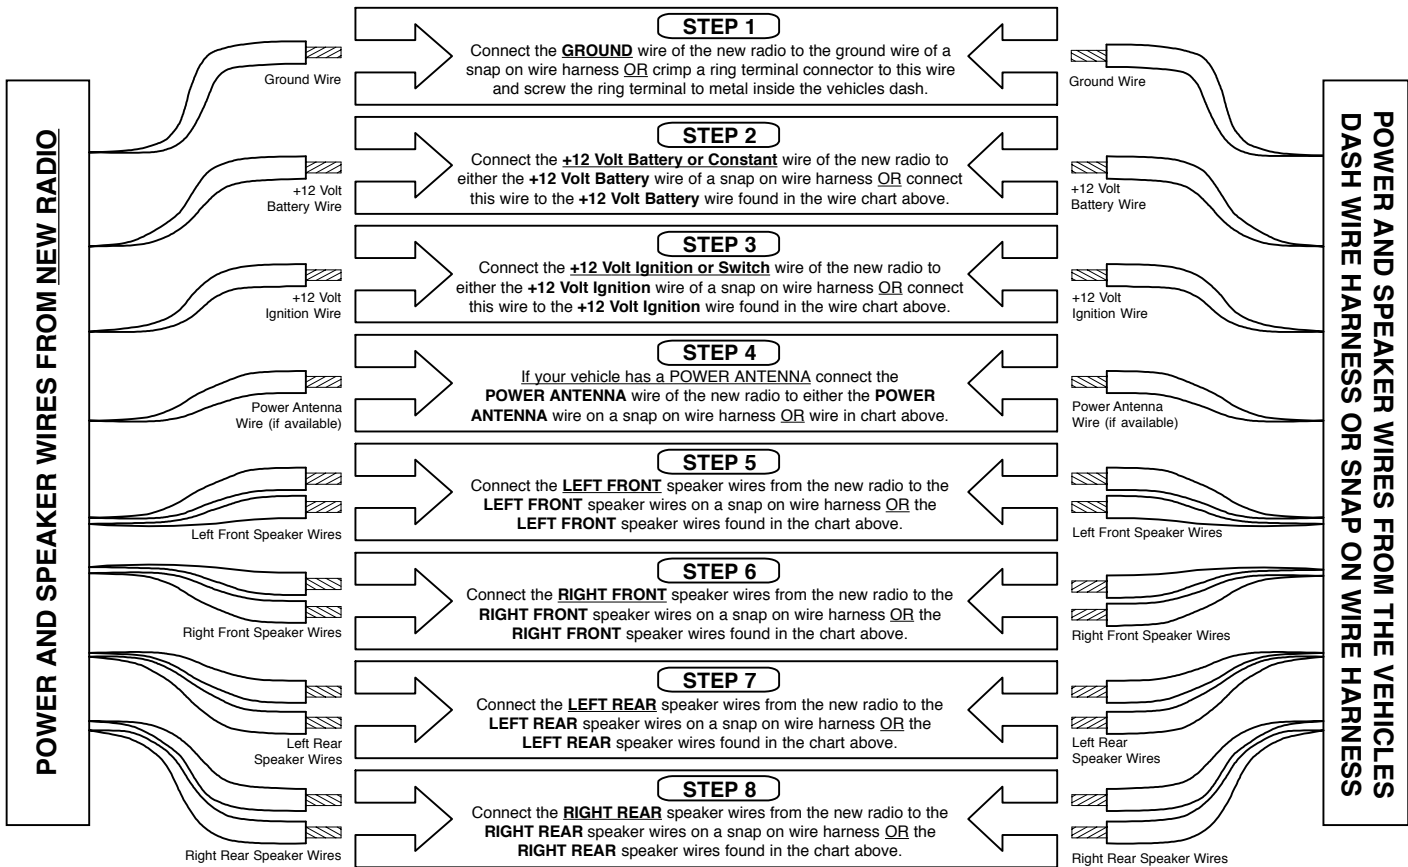 POWER AND SPEAKER WIRES FROM NEW RADIO
STEP 1
Connect the GROUND wire of the new radio to the ground wire of a
snap on wire harness OR crimp a ring terminal connector to this wire
and screw the ring terminal to metal inside the vehicles dash.
Ground Wire
Ground Wire
STEP 2
Connect the +12 Volt Battery or Constant wire of the new radio to
either the +12 Volt Battery wire of a snap on wire harness OR connect
this wire to the +12 Volt Battery wire found in the wire chart above.
+12 Volt
Battery Wire
+12 Volt
Battery Wire
STEP 3
Connect the +12 Volt Ignition or Switch wire of the new radio to
either the +12 Volt Ignition wire of a snap on wire harness OR connect
this wire to the +12 Volt Ignition wire found in the wire chart above.
+12 Volt
Ignition Wire
+12 Volt
Ignition Wire
STEP 4
If your vehicle has a POWER ANTENNA connect the
POWER ANTENNA wire of the new radio to either the POWER
ANTENNA wire on a snap on wire harness OR wire in chart above.
Power Antenna
Wire (if available)
Power Antenna
Wire (if available)
STEP 5
Connect the LEFT FRONT speaker wires from the new radio to the
LEFT FRONT speaker wires on a snap on wire harness OR the
LEFT FRONT speaker wires found in the chart above.
Left Front Speaker Wires
Left Front Speaker Wires
STEP 6
Connect the RIGHT FRONT speaker wires from the new radio to the
RIGHT FRONT speaker wires on a snap on wire harness OR the
RIGHT FRONT speaker wires found in the chart above.
Right Front Speaker Wires
Right Front Speaker Wires
STEP 7
Connect the LEFT REAR speaker wires from the new radio to the
LEFT REAR speaker wires on a snap on wire harness OR the
LEFT REAR speaker wires found in the chart above.
Left Rear
Speaker Wires
Left Rear
Speaker Wires
STEP 8
Connect the RIGHT REAR speaker wires from the new radio to the
RIGHT REAR speaker wires on a snap on wire harness OR the
RIGHT REAR speaker wires found in the chart above.
Right Rear Speaker Wires
Right Rear Speaker Wires
POWER AND SPEAKER WIRES FROM THE VEHICLES
DASH WIRE HARNESS OR SNAP ON WIRE HARNESS